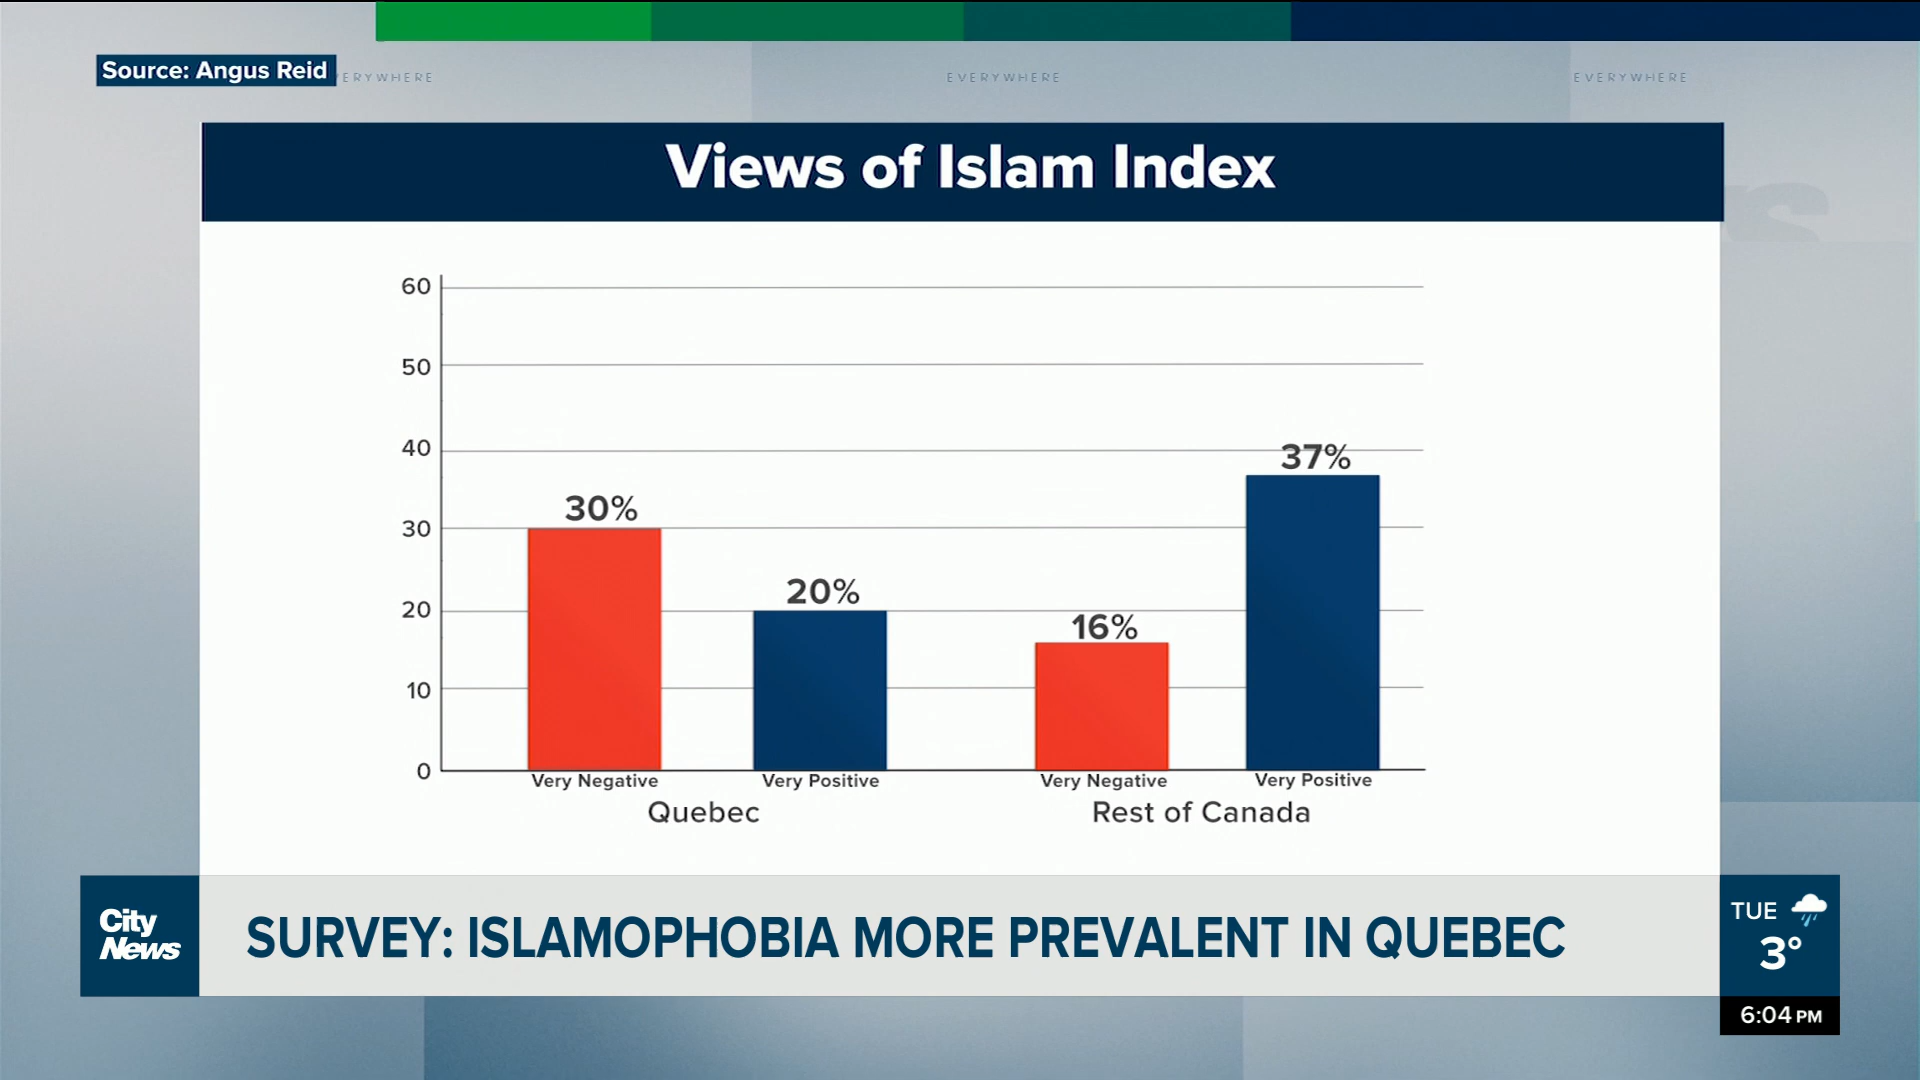 Source: Angus Reid
ERYWHERE
EVERYWHERE
EVERYWHERE
Views of Islam Index
60
50
40
30
20
10
0
30%
20%
16%
37%
Very Negative
Very Positive
Very Negative
Very Positive
Quebec
Rest of Canada
City
News
SURVEY: ISLAMOPHOBIA MORE PREVALENT IN QUEBEC
TUE
3°
6:04 PM